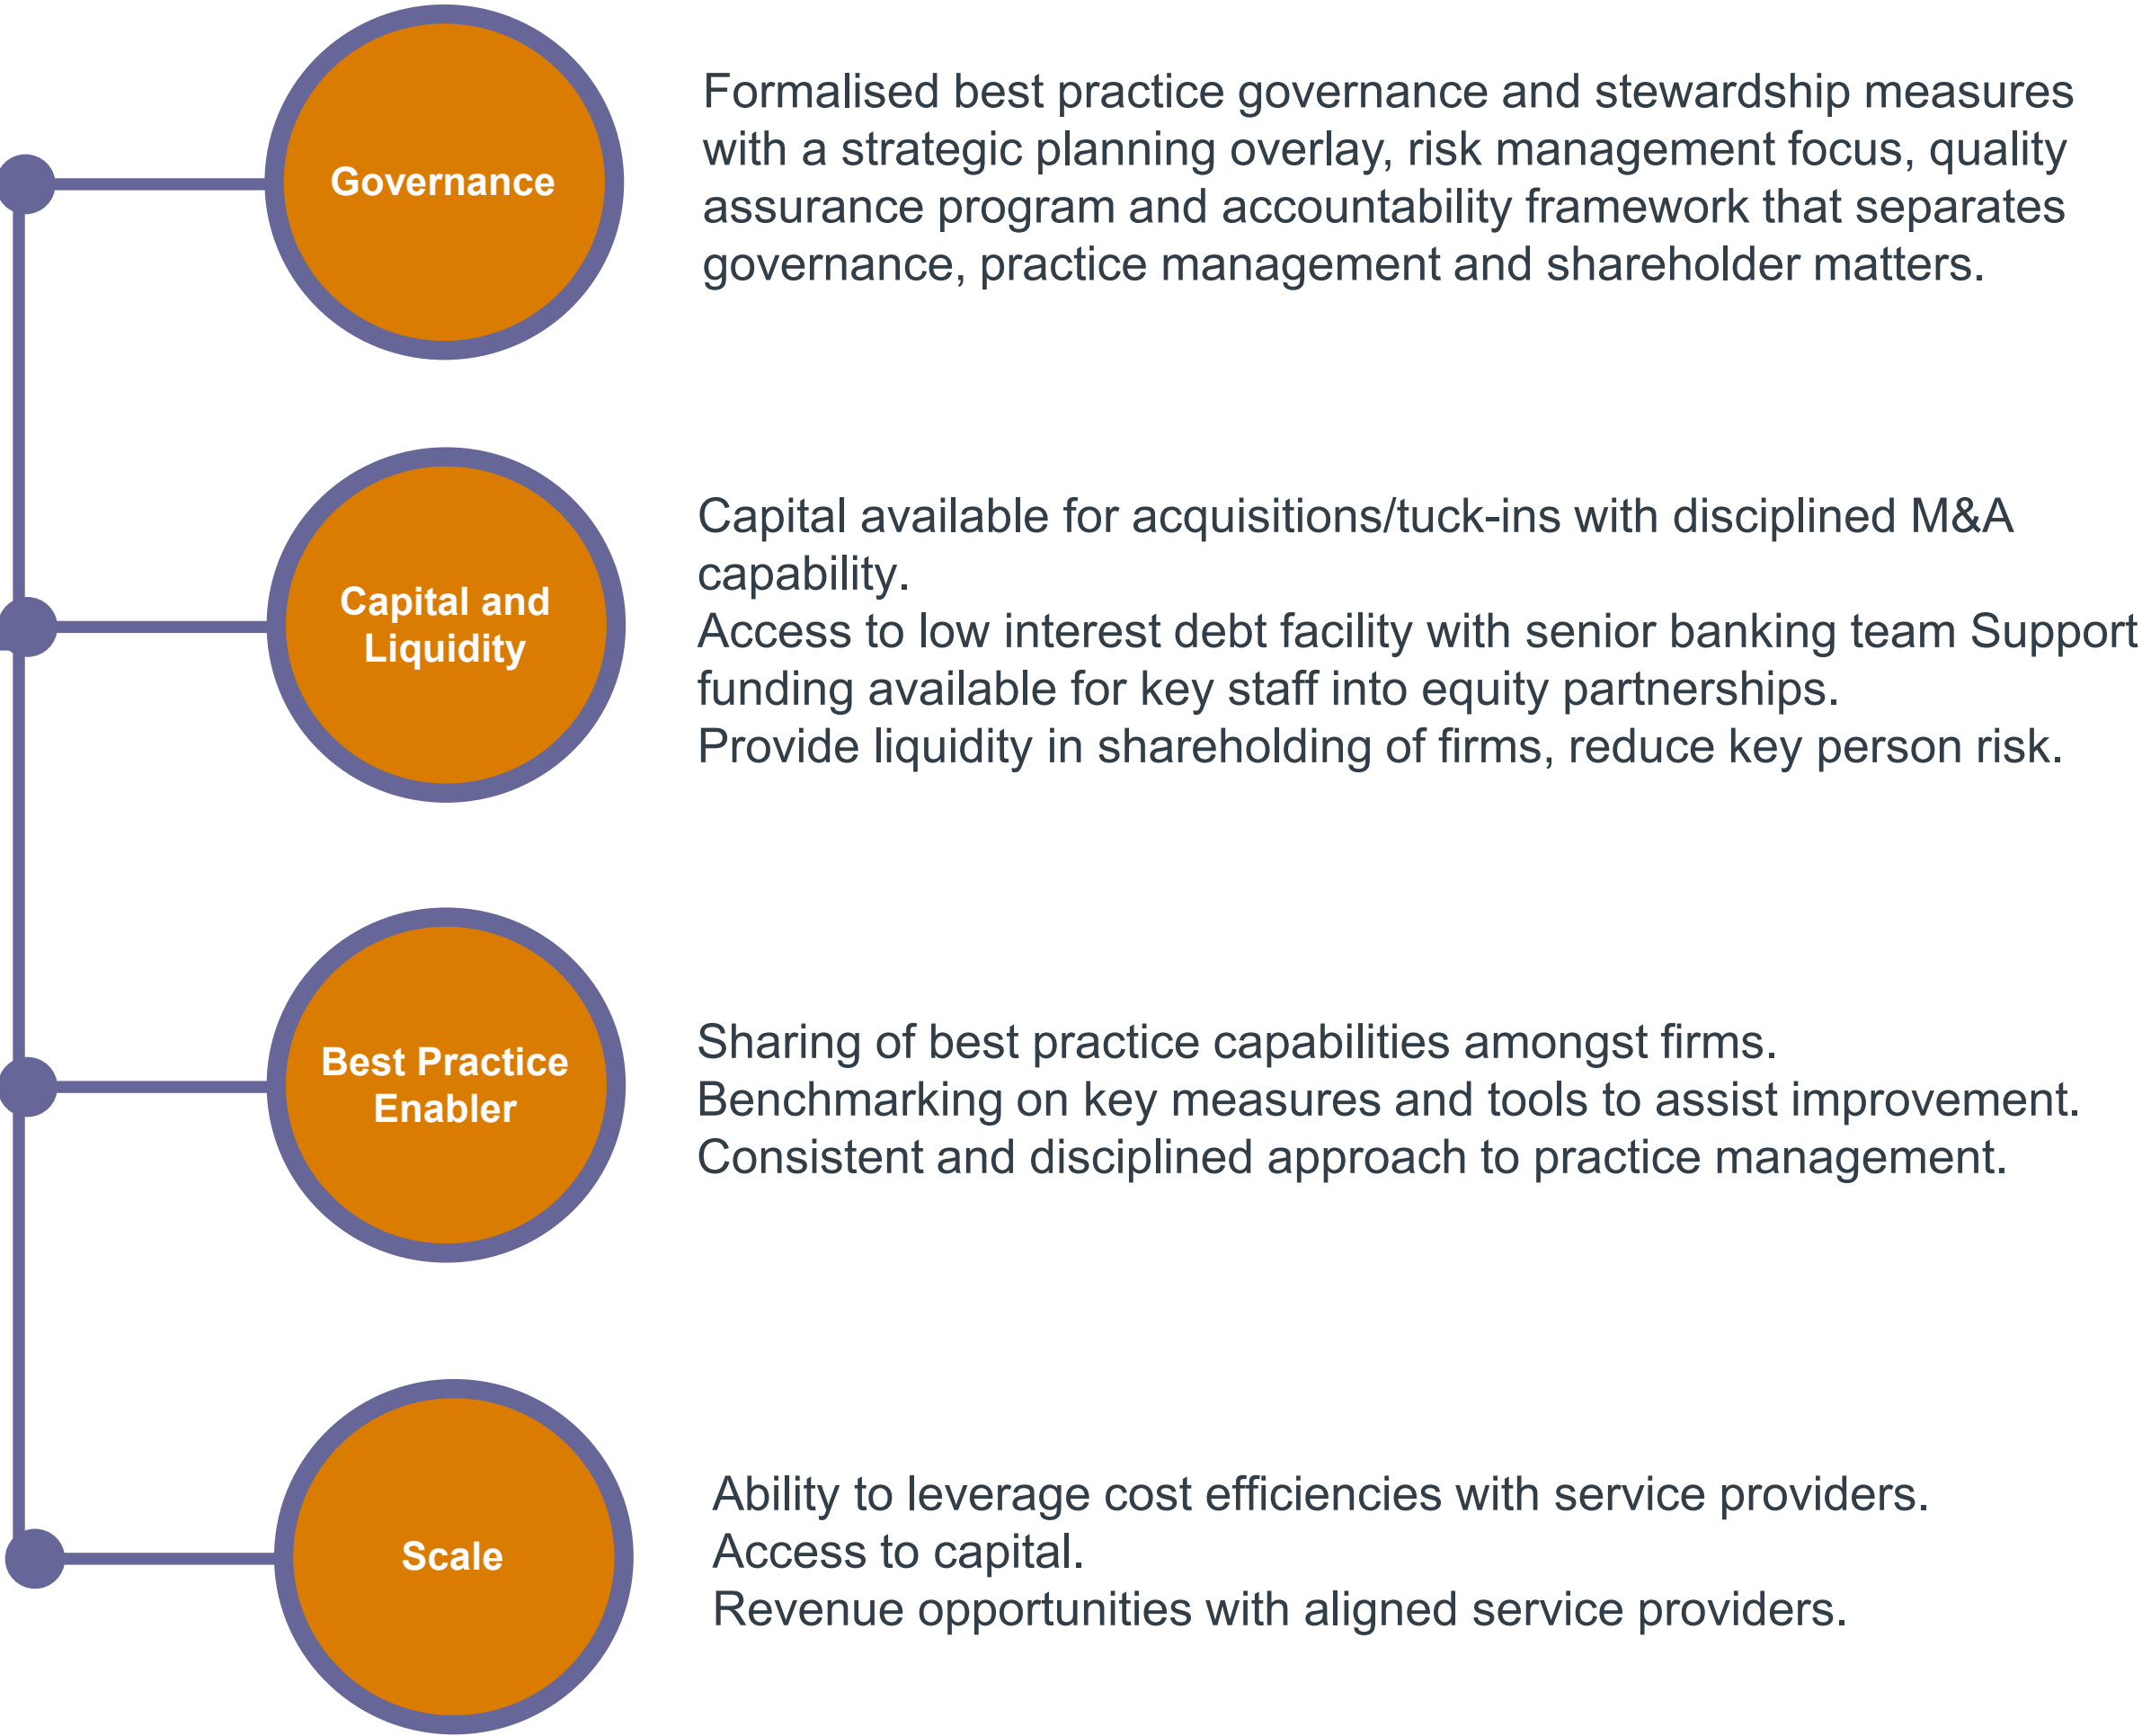 Governance
Formalised best practice governance and stewardship measures
with a strategic planning overlay, risk management focus, quality
assurance program and accountability framework that separates
governance, practice management and shareholder matters.
Capital and
Liquidity
Capital available for acquisitions/tuck-ins with disciplined M&A
capability.
Access to low interest debt facility with senior banking team Support
funding available for key staff into equity partnerships.
Provide liquidity in shareholding of firms, reduce key person risk.
Best Practice
Enabler
Sharing of best practice capabilities amongst firms.
Benchmarking on key measures and tools to assist improvement.
Consistent and disciplined approach to practice management.
Scale
Ability to leverage cost efficiencies with service providers.
Access to capital.
Revenue opportunities with aligned service providers.